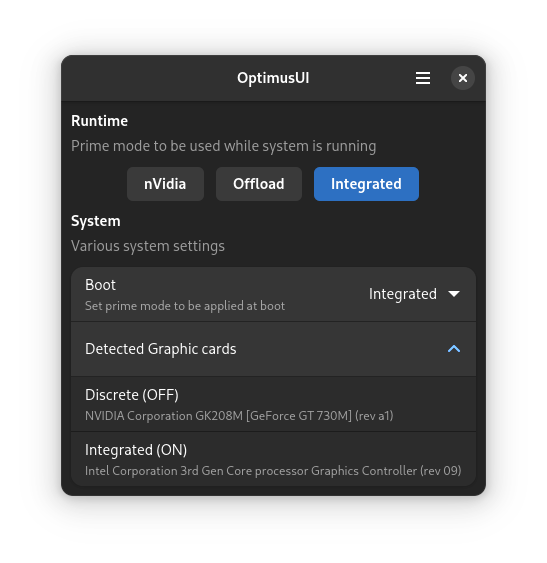 OptimusUI
Runtime
Prime mode to be used while system is running
nVidia Offload Integrated
System
Various system settings
Boot
Set prime mode to be applied at boot
Integrated
Detected Graphic cards
Discrete (OFF)
NVIDIA Corporation GK208M [GeForce GT 730M] (rev a1)
Integrated (ON)
Intel Corporation 3rd Gen Core processor Graphics Controller (rev 09)